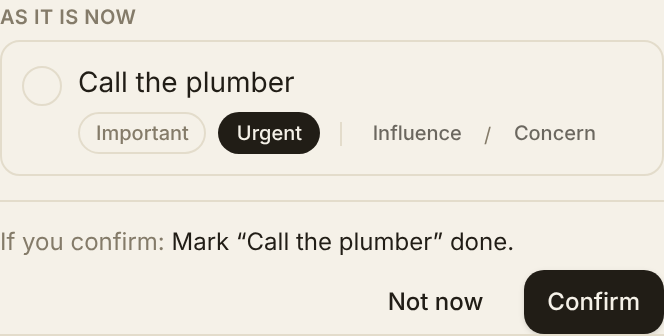 AS IT IS NOW
Call the plumber
Important Urgent Influence / Concern
If you confirm: Mark “Call the plumber” done.
Not now Confirm